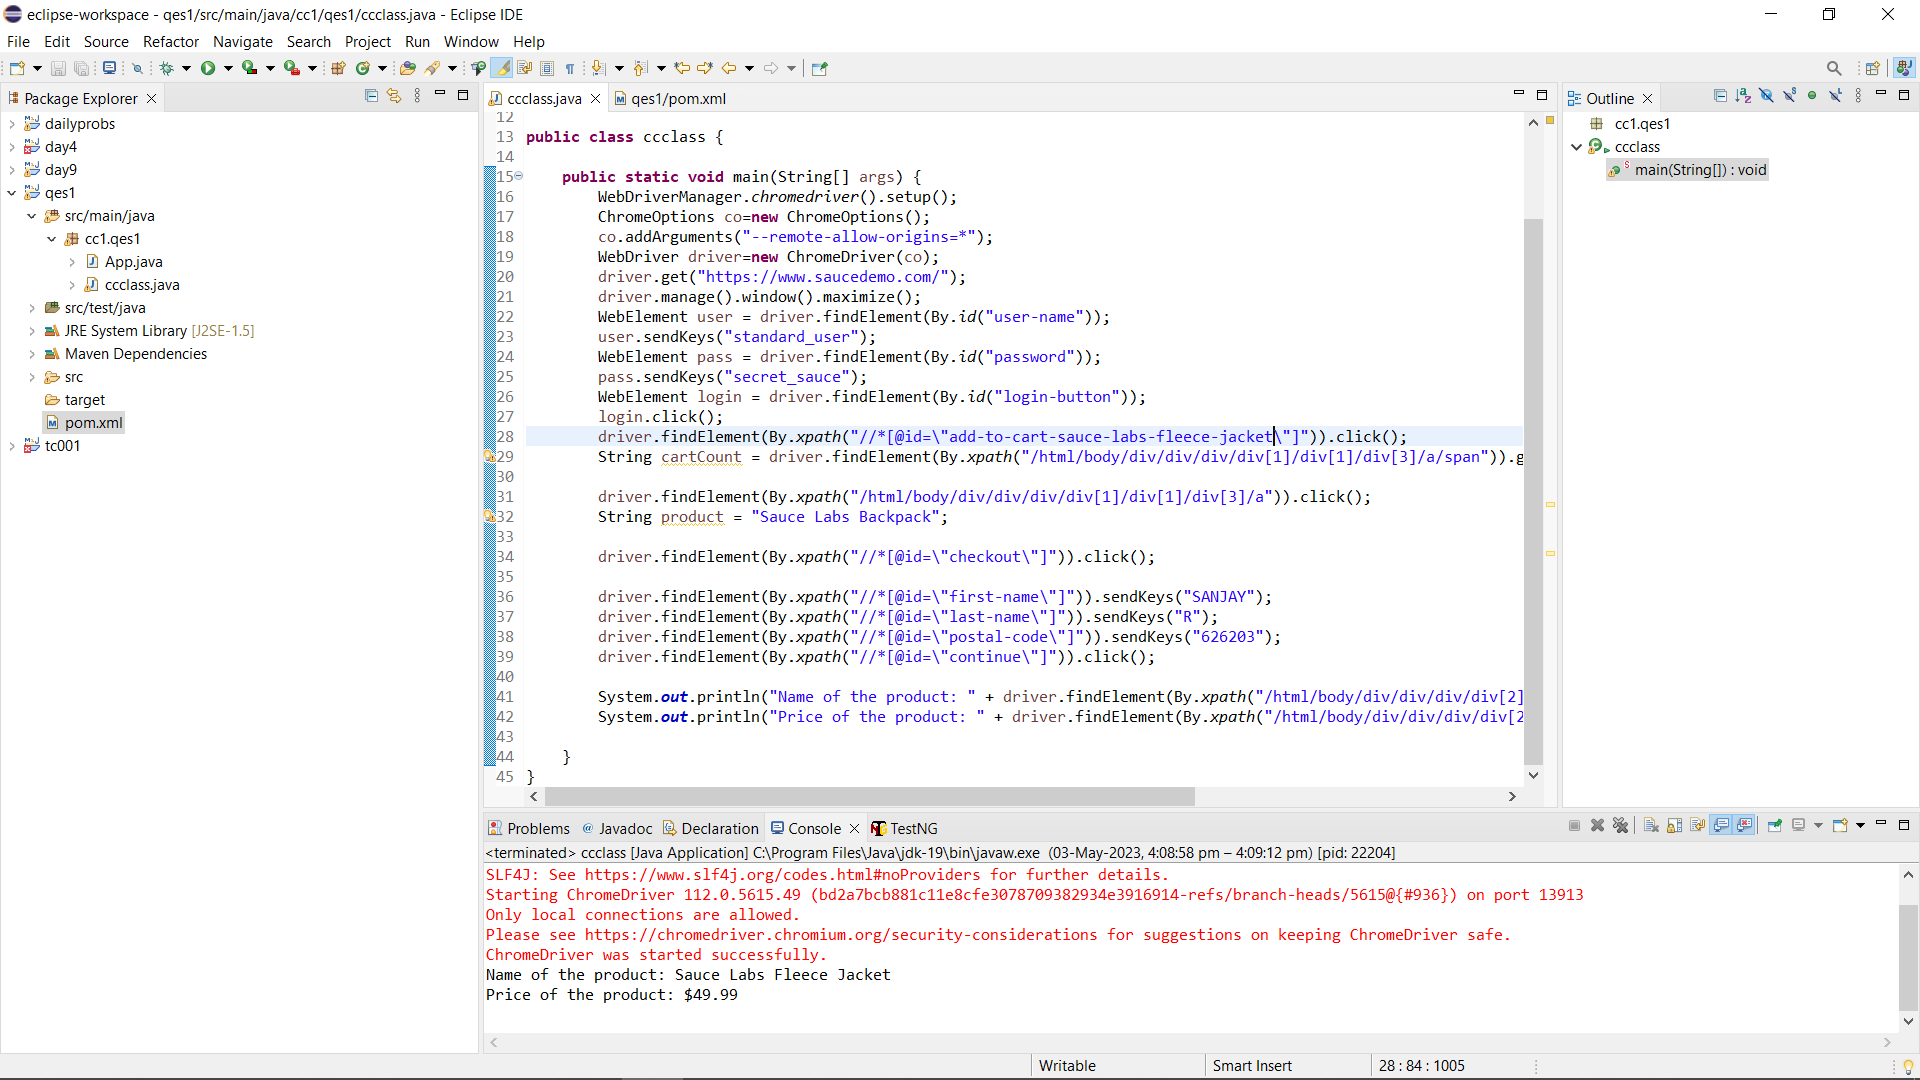 eclipse-workspace - qes1/src/main/java/cc1/qes1/ccclass.java - Eclipse IDE
File Edit Source Refactor Navigate Search Project Run Window Help
Package Explorer
dailyprobs
day4
day9
qes1
src/main/java
cc1.qes1
App.java
ccclass.java
src/test/java
JRE System Library [J2SE-1.5]
Maven Dependencies
src
target
pom.xml
tc001
ccclass.java qes1/pom.xml
12
13 public class ccclass {
14
15 public static void main(String[] args) {
16 WebDriverManager.chromedriver().setup();
17 ChromeOptions co=new ChromeOptions();
18 co.addArguments("--remote-allow-origins=*");
19 WebDriver driver=new ChromeDriver(co);
20 driver.get("https://www.saucedemo.com/");
21 driver.manage().window().maximize();
22 WebElement user = driver.findElement(By.id("user-name"));
23 user.sendKeys("standard_user");
24 WebElement pass = driver.findElement(By.id("password"));
25 pass.sendKeys("secret_sauce");
26 WebElement login = driver.findElement(By.id("login-button"));
27 login.click();
28 driver.findElement(By.xpath("//*[@id=\"add-to-cart-sauce-labs-fleece-jacket\"]")).click();
29 String cartCount = driver.findElement(By.xpath("/html/body/div/div/div/div[1]/div[1]/div[3]/a/span")).g
30
31 driver.findElement(By.xpath("/html/body/div/div/div/div[1]/div[1]/div[3]/a")).click();
32 String product = "Sauce Labs Backpack";
33
34 driver.findElement(By.xpath("//*[@id=\"checkout\"]")).click();
35
36 driver.findElement(By.xpath("//*[@id=\"first-name\"]")).sendKeys("SANJAY");
37 driver.findElement(By.xpath("//*[@id=\"last-name\"]")).sendKeys("R");
38 driver.findElement(By.xpath("//*[@id=\"postal-code\"]")).sendKeys("626203");
39 driver.findElement(By.xpath("//*[@id=\"continue\"]")).click();
40
41 System.out.println("Name of the product: " + driver.findElement(By.xpath("/html/body/div/div/div/div[2]
42 System.out.println("Price of the product: " + driver.findElement(By.xpath("/html/body/div/div/div/div[2
43
44 }
45 }
Outline
cc1.qes1
ccclass
main(String[]) : void
Problems @ Javadoc Declaration Console TestNG
<terminated> ccclass [Java Application] C:\Program Files\Java\jdk-19\bin\javaw.exe (03-May-2023, 4:08:58 pm – 4:09:12 pm) [pid: 22204]
SLF4J: See https://www.slf4j.org/codes.html#noProviders for further details.
Starting ChromeDriver 112.0.5615.49 (bd2a7bcb881c11e8cfe3078709382934e3916914-refs/branch-heads/5615@{#936}) on port 13913
Only local connections are allowed.
Please see https://chromedriver.chromium.org/security-considerations for suggestions on keeping ChromeDriver safe.
ChromeDriver was started successfully.
Name of the product: Sauce Labs Fleece Jacket
Price of the product: $49.99
Writable Smart Insert 28 : 84 : 1005